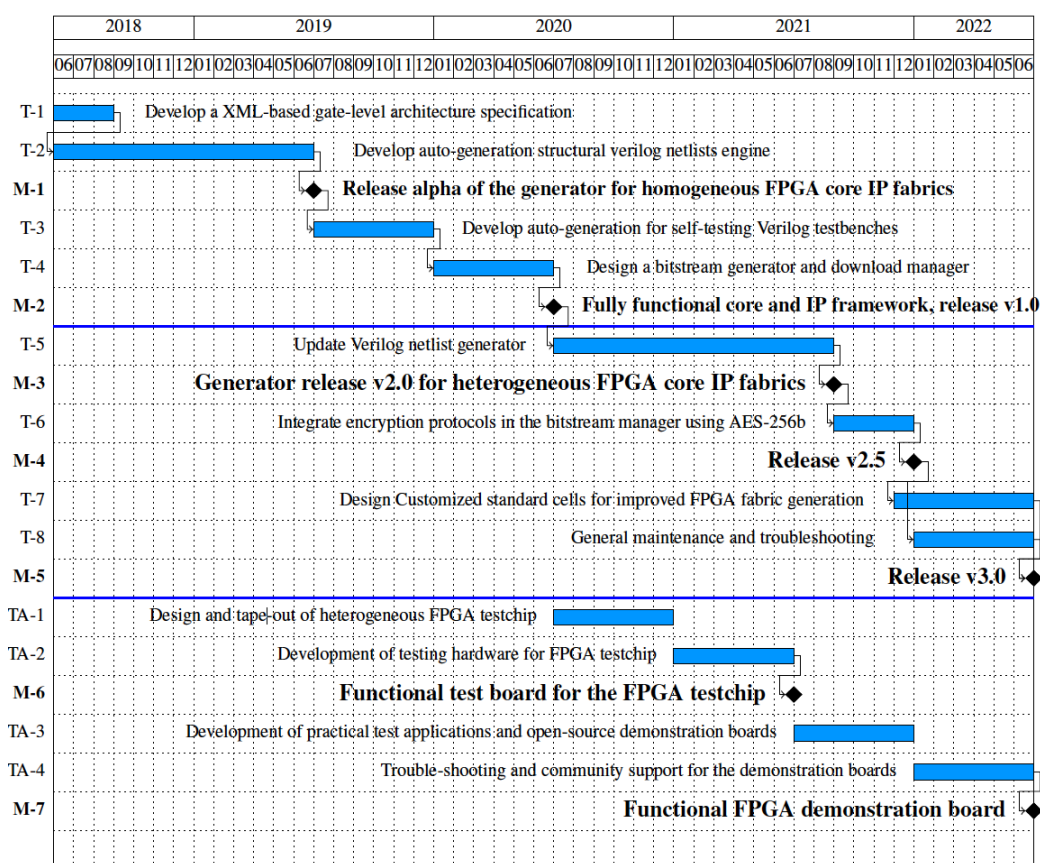 2018 2019 2020 2021 2022
06 07 08 09 10 11 12 01 02 03 04 05 06 07 08 09 10 11 12 01 02 03 04 05 06 07 08 09 10 11 12 01 02 03 04 05 06 07 08 09 10 11 12 01 02 03 04 05 06
T-1 Develop a XML-based gate-level architecture specification
T-2 Develop auto-generation structural verilog netlists engine
M-1 Release alpha of the generator for homogeneous FPGA core IP fabrics
T-3 Develop auto-generation for self-testing Verilog testbenches
T-4 Design a bitstream generator and download manager
M-2 Fully functional core and IP framework, release v1.0
T-5 Update Verilog netlist generator
M-3 Generator release v2.0 for heterogeneous FPGA core IP fabrics
T-6 Integrate encryption protocols in the bitstream manager using AES-256b
M-4 Release v2.5
T-7 Design Customized standard cells for improved FPGA fabric generation
T-8 General maintenance and troubleshooting
M-5 Release v3.0
TA-1 Design and tape-out of heterogeneous FPGA testchip
TA-2 Development of testing hardware for FPGA testchip
M-6 Functional test board for the FPGA testchip
TA-3 Development of practical test applications and open-source demonstration boards
TA-4 Trouble-shooting and community support for the demonstration boards
M-7 Functional FPGA demonstration board